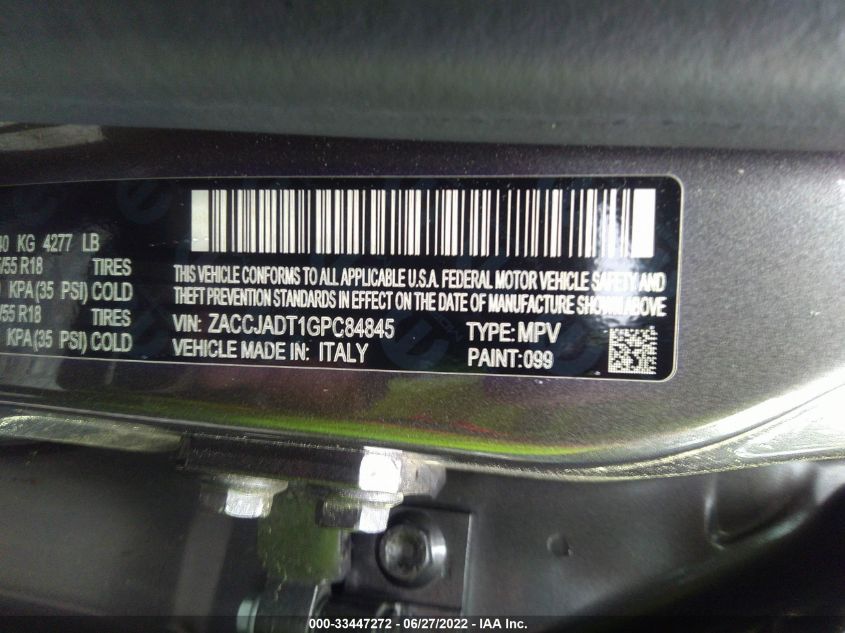 KG 4277 LB
/55 R18 TIRES
KPA(35 PSI) COLD
/55 R18 TIRES
KPA(35 PSI) COLD
THIS VEHICLE CONFORMS TO ALL APPLICABLE U.S.A. FEDERAL MOTOR VEHICLE SAFETY AND
THEFT PREVENTION STANDARDS IN EFFECT ON THE DATE OF MANUFACTURE SHOWN ABOVE
VIN: ZACCJADT1GPC84845 TYPE:MPV
VEHICLE MADE IN: ITALY PAINT:099
000-33447272 - 06/27/2022 - IAA Inc.